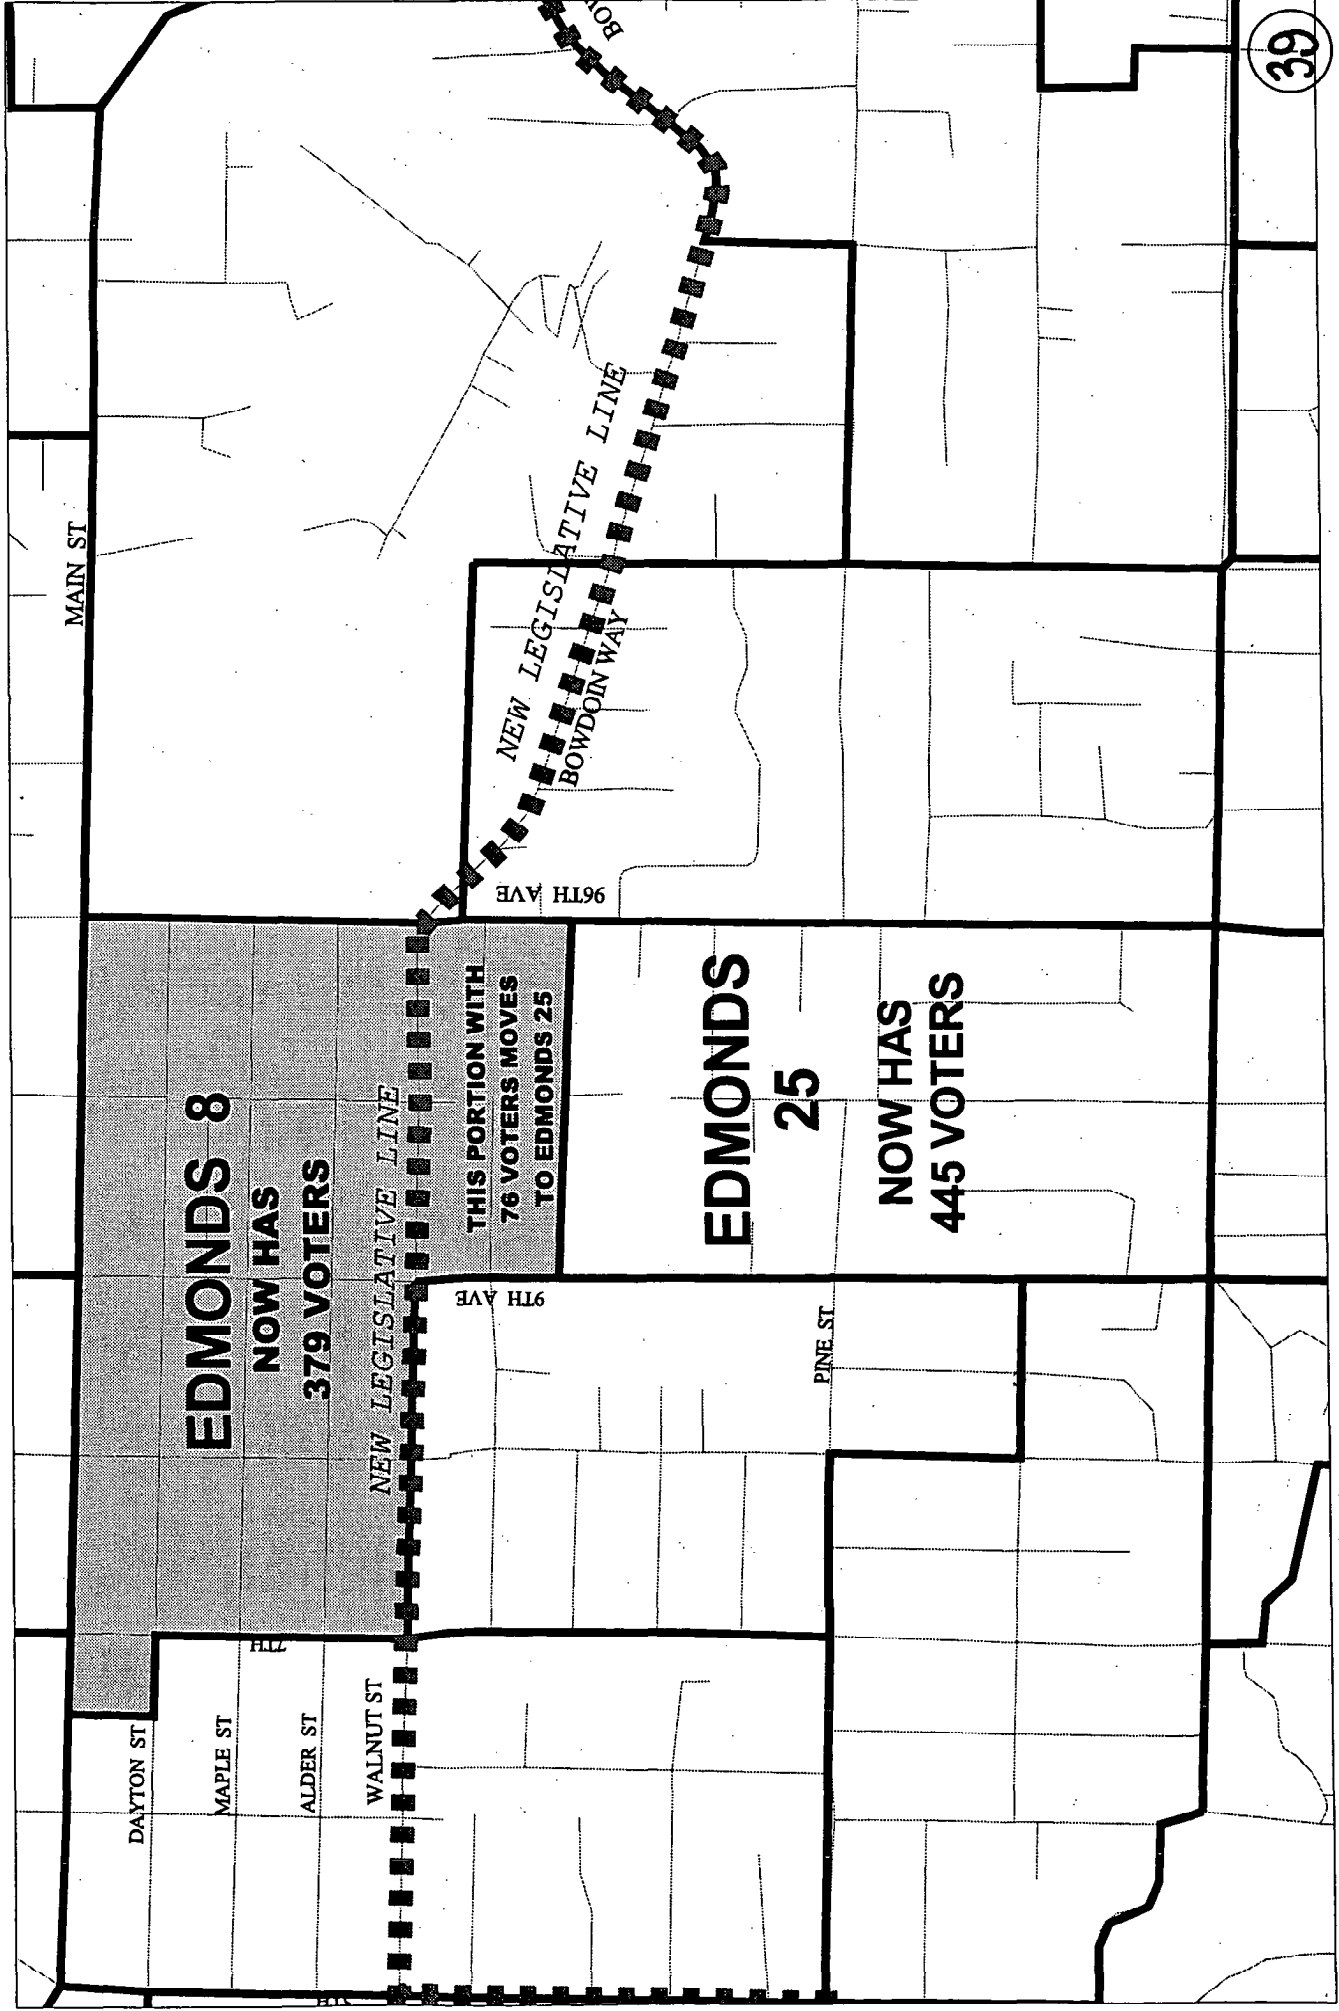 39
BOW
MAIN ST
NEW LEGISLATIVE LINE
BOWDOIN WAY
96TH AVE
EDMONDS 8
NOW HAS
379 VOTERS
NEW LEGISLATIVE LINE
THIS PORTION WITH
76 VOTERS MOVES
TO EDMONDS 25
EDMONDS
25
NOW HAS
445 VOTERS
9TH AVE
PINE ST
7TH
DAYTON ST
MAPLE ST
ALDER ST
WALNUT ST
5TH